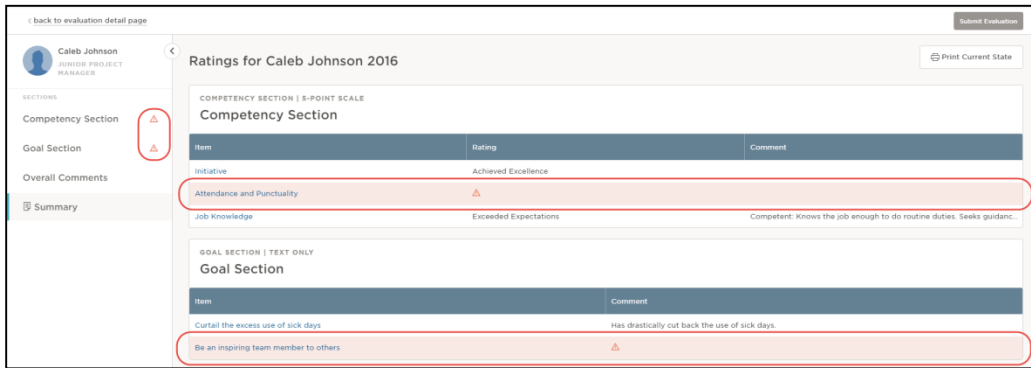 back to evaluation detail page
Submit Evaluation
Caleb Johnson
JUNIOR PROJECT
MANAGER
SECTIONS
Competency Section
Goal Section
Overall Comments
Summary
Ratings for Caleb Johnson 2016
Print Current State
COMPETENCY SECTION | 5-POINT SCALE
Competency Section
Item Rating Comment
Initiative Achieved Excellence
Attendance and Punctuality
Job Knowledge Exceeded Expectations Competent: Knows the job enough to do routine duties. Seeks guidanc...
GOAL SECTION | TEXT ONLY
Goal Section
Item Comment
Curtail the excess use of sick days Has drastically cut back the use of sick days.
Be an inspiring team member to others